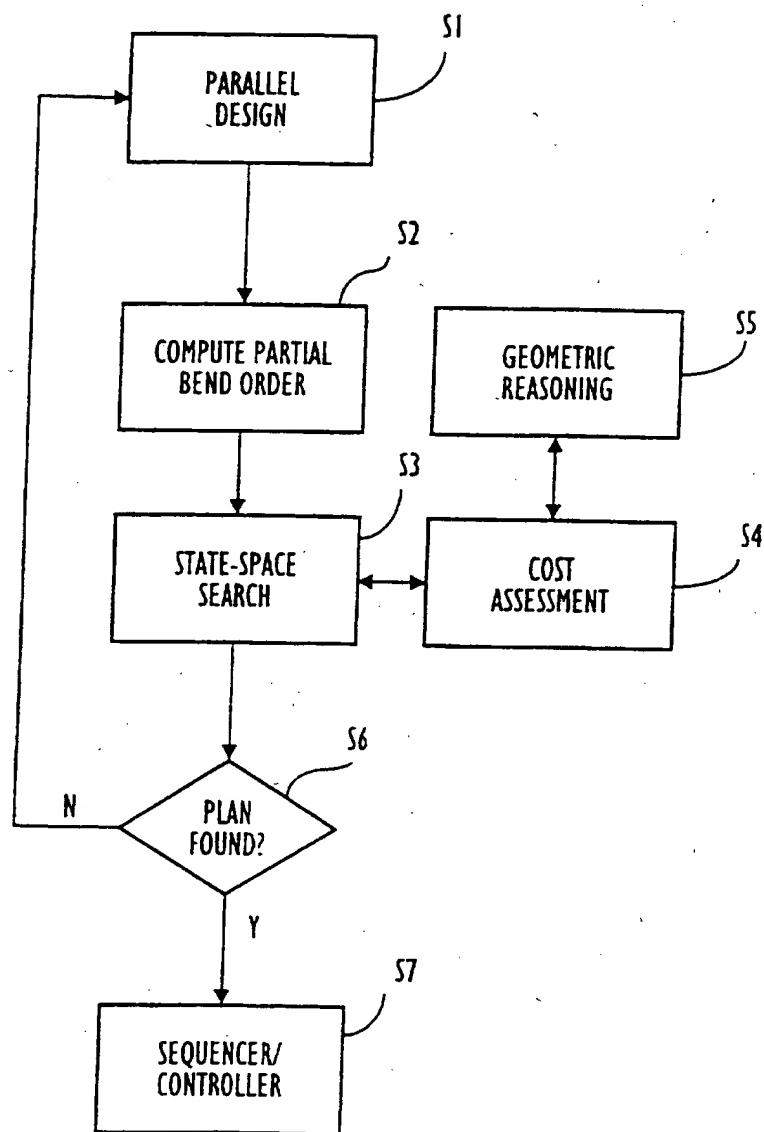 S1
PARALLEL
DESIGN
S2
COMPUTE PARTIAL
BEND ORDER
S5
GEOMETRIC
REASONING
S3
STATE-SPACE
SEARCH
S4
COST
ASSESSMENT
S6
PLAN
FOUND?
N
Y
S7
SEQUENCER/
CONTROLLER